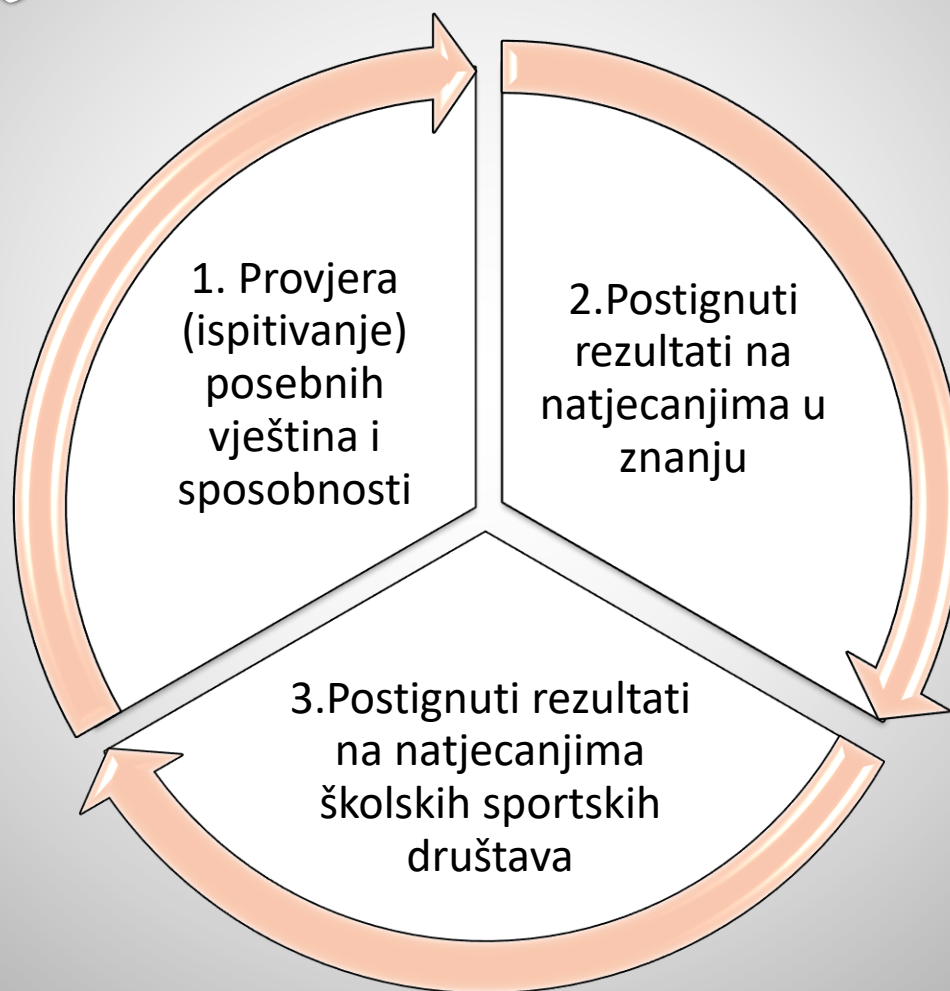 1. Provjera
(ispitivanje)
posebnih
vještina i
sposobnosti
2.Postignuti
rezultati na
natjecanjima u
znanju
3.Postignuti rezultati
na natjecanjima
školskih sportskih
društava